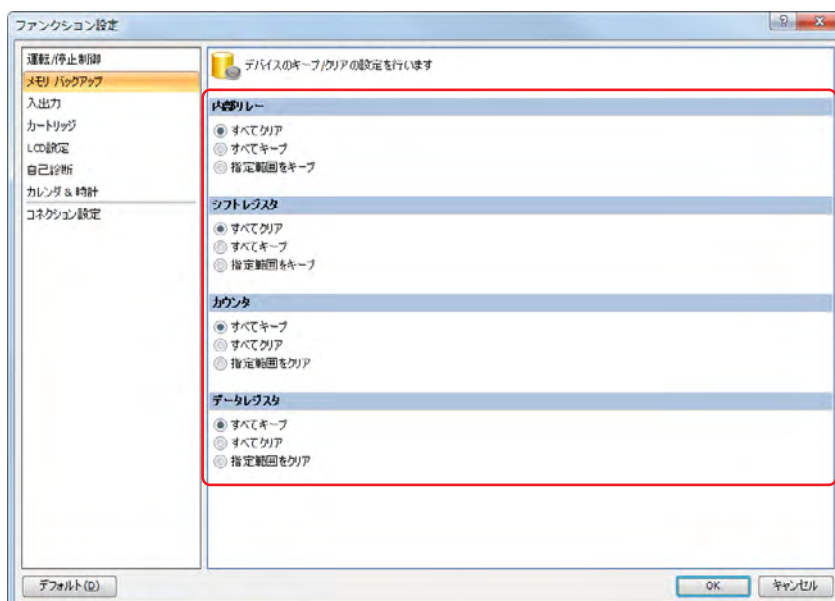 ファンクション設定
運転/停止制御
メモリ バックアップ
入出力
カートリッジ
LCD設定
自己診断
カレンダ & 時計
コネクション設定
デバイスのキープ/クリアの設定を行います
内部リレー
すべてクリア
すべてキープ
指定範囲をキープ
シフトレジスタ
すべてクリア
すべてキープ
指定範囲をキープ
カウンタ
すべてキープ
すべてクリア
指定範囲をクリア
データレジスタ
すべてキープ
すべてクリア
指定範囲をクリア
デフォルト(D)
OK
キャンセル